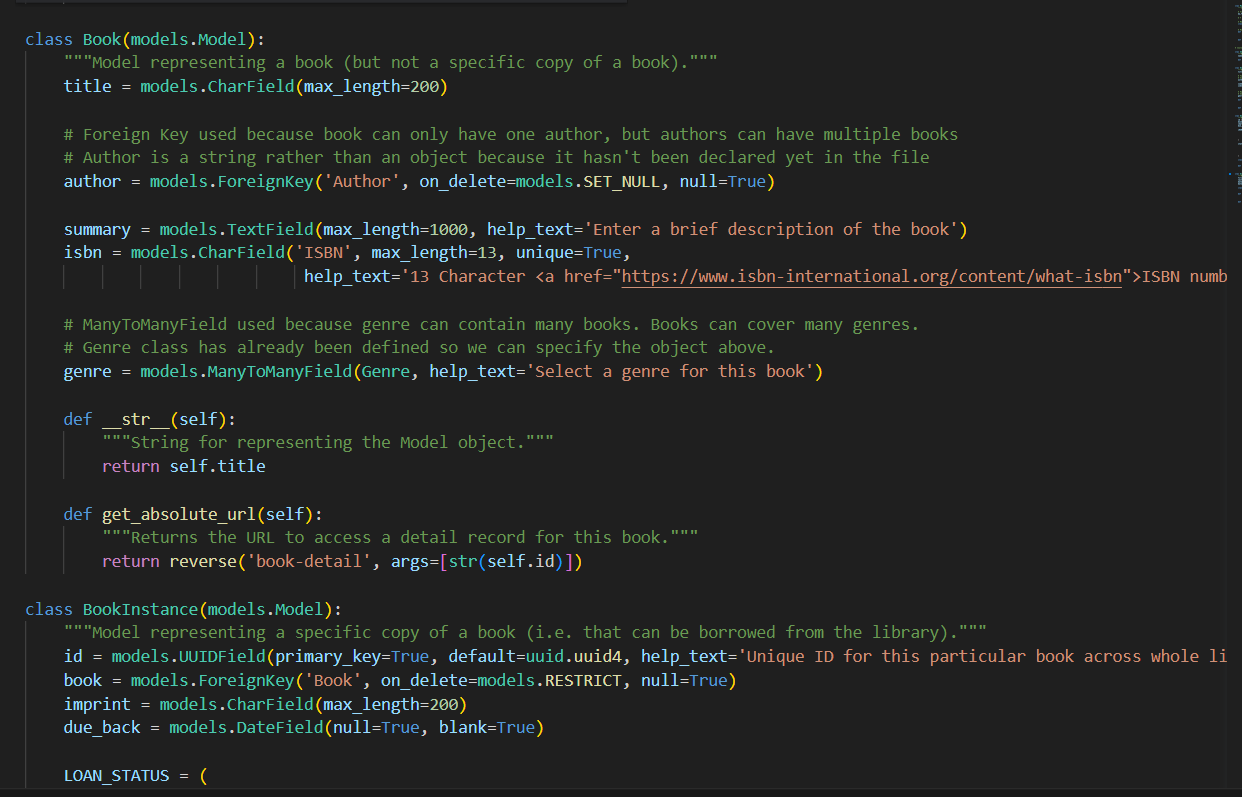 class Book(models.Model):
    """Model representing a book (but not a specific copy of a book)."""
    title = models.CharField(max_length=200)
    # Foreign Key used because book can only have one author, but authors can have multiple books
    # Author is a string rather than an object because it hasn't been declared yet in the file
    author = models.ForeignKey('Author', on_delete=models.SET_NULL, null=True)
    summary = models.TextField(max_length=1000, help_text='Enter a brief description of the book')
    isbn = models.CharField('ISBN', max_length=13, unique=True,
                             help_text='13 Character <a href="https://www.isbn-international.org/content/what-isbn">ISBN numb
    # ManyToManyField used because genre can contain many books. Books can cover many genres.
    # Genre class has already been defined so we can specify the object above.
    genre = models.ManyToManyField(Genre, help_text='Select a genre for this book')
    def __str__(self):
        """String for representing the Model object."""
        return self.title
    def get_absolute_url(self):
        """Returns the URL to access a detail record for this book."""
        return reverse('book-detail', args=[str(self.id)])
class BookInstance(models.Model):
    """Model representing a specific copy of a book (i.e. that can be borrowed from the library)."""
    id = models.UUIDField(primary_key=True, default=uuid.uuid4, help_text='Unique ID for this particular book across whole li
    book = models.ForeignKey('Book', on_delete=models.RESTRICT, null=True)
    imprint = models.CharField(max_length=200)
    due_back = models.DateField(null=True, blank=True)
    LOAN_STATUS = (